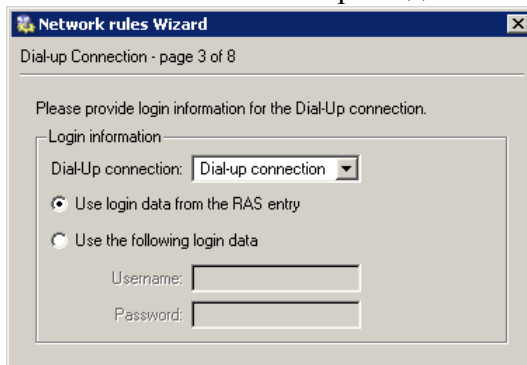 Network rules Wizard
Dial-up Connection - page 3 of 8
Please provide login information for the Dial-Up connection.
Login information
Dial-Up connection: Dial-up connection
Use login data from the RAS entry
Use the following login data
Username:
Password: